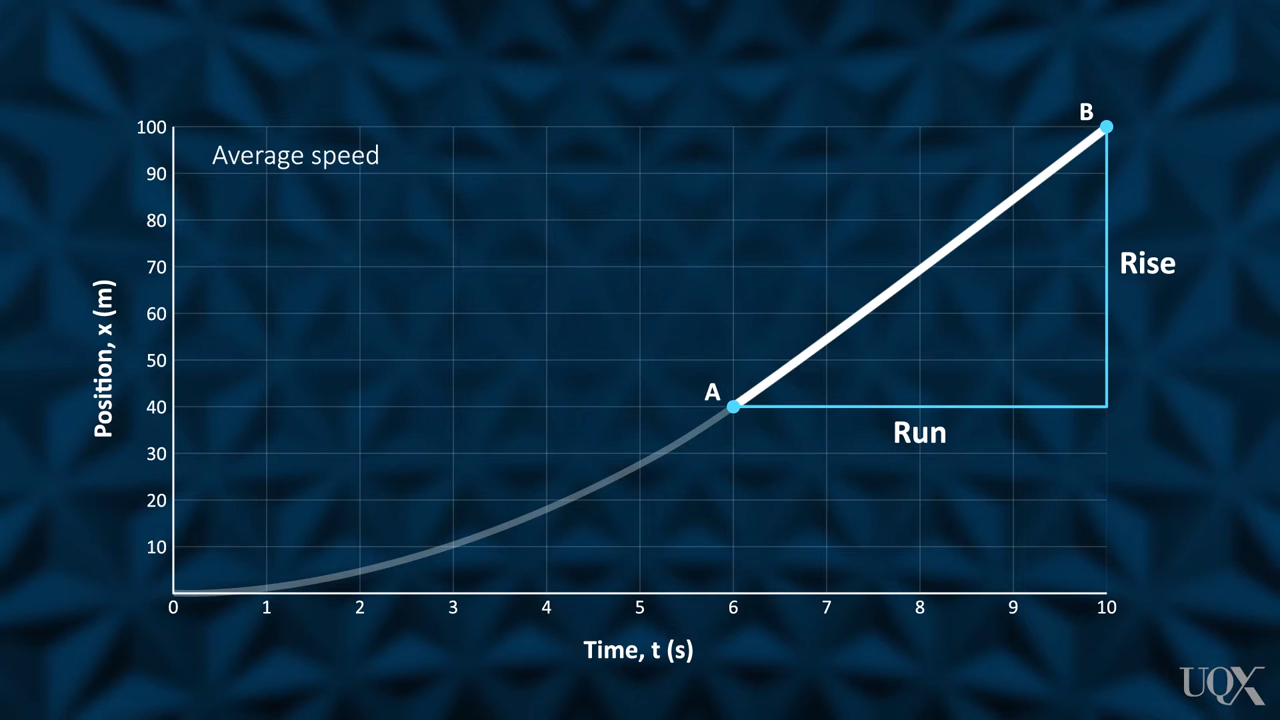 B
100
Average speed
90
80
70
Rise
60
50
A
40
Run
30
20
10
Position, x (m)
0 1 2 3 4 5 6 7 8 9 10
Time, t (s)
UQX